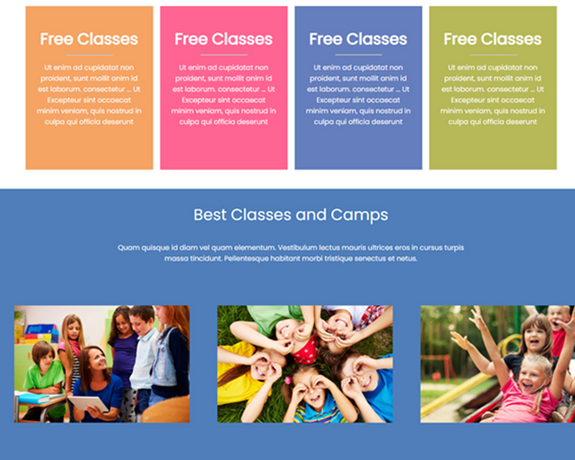 Free Classes
Ut enim ad cupidatat non
proident, sunt mollit anim id
est laborum. consectetur ... Ut
Excepteur sint occaecat
minim veniam, quis nostrud in
culpa qui officia deserunt
Free Classes
Ut enim ad cupidatat non
proident, sunt mollit anim id
est laborum. consectetur ... Ut
Excepteur sint occaecat
minim veniam, quis nostrud in
culpa qui officia deserunt
Free Classes
Ut enim ad cupidatat non
proident, sunt mollit anim id
est laborum. consectetur ... Ut
Excepteur sint occaecat
minim veniam, quis nostrud in
culpa qui officia deserunt
Free Classes
Ut enim ad cupidatat non
proident, sunt mollit anim id
est laborum. consectetur ... Ut
Excepteur sint occaecat
minim veniam, quis nostrud in
culpa qui officia deserunt
Best Classes and Camps
Quam quisque id diam vel quam elementum. Vestibulum lectus mauris ultrices eros in cursus turpis
massa tincidunt. Pellentesque habitant morbi tristique senectus et netus.